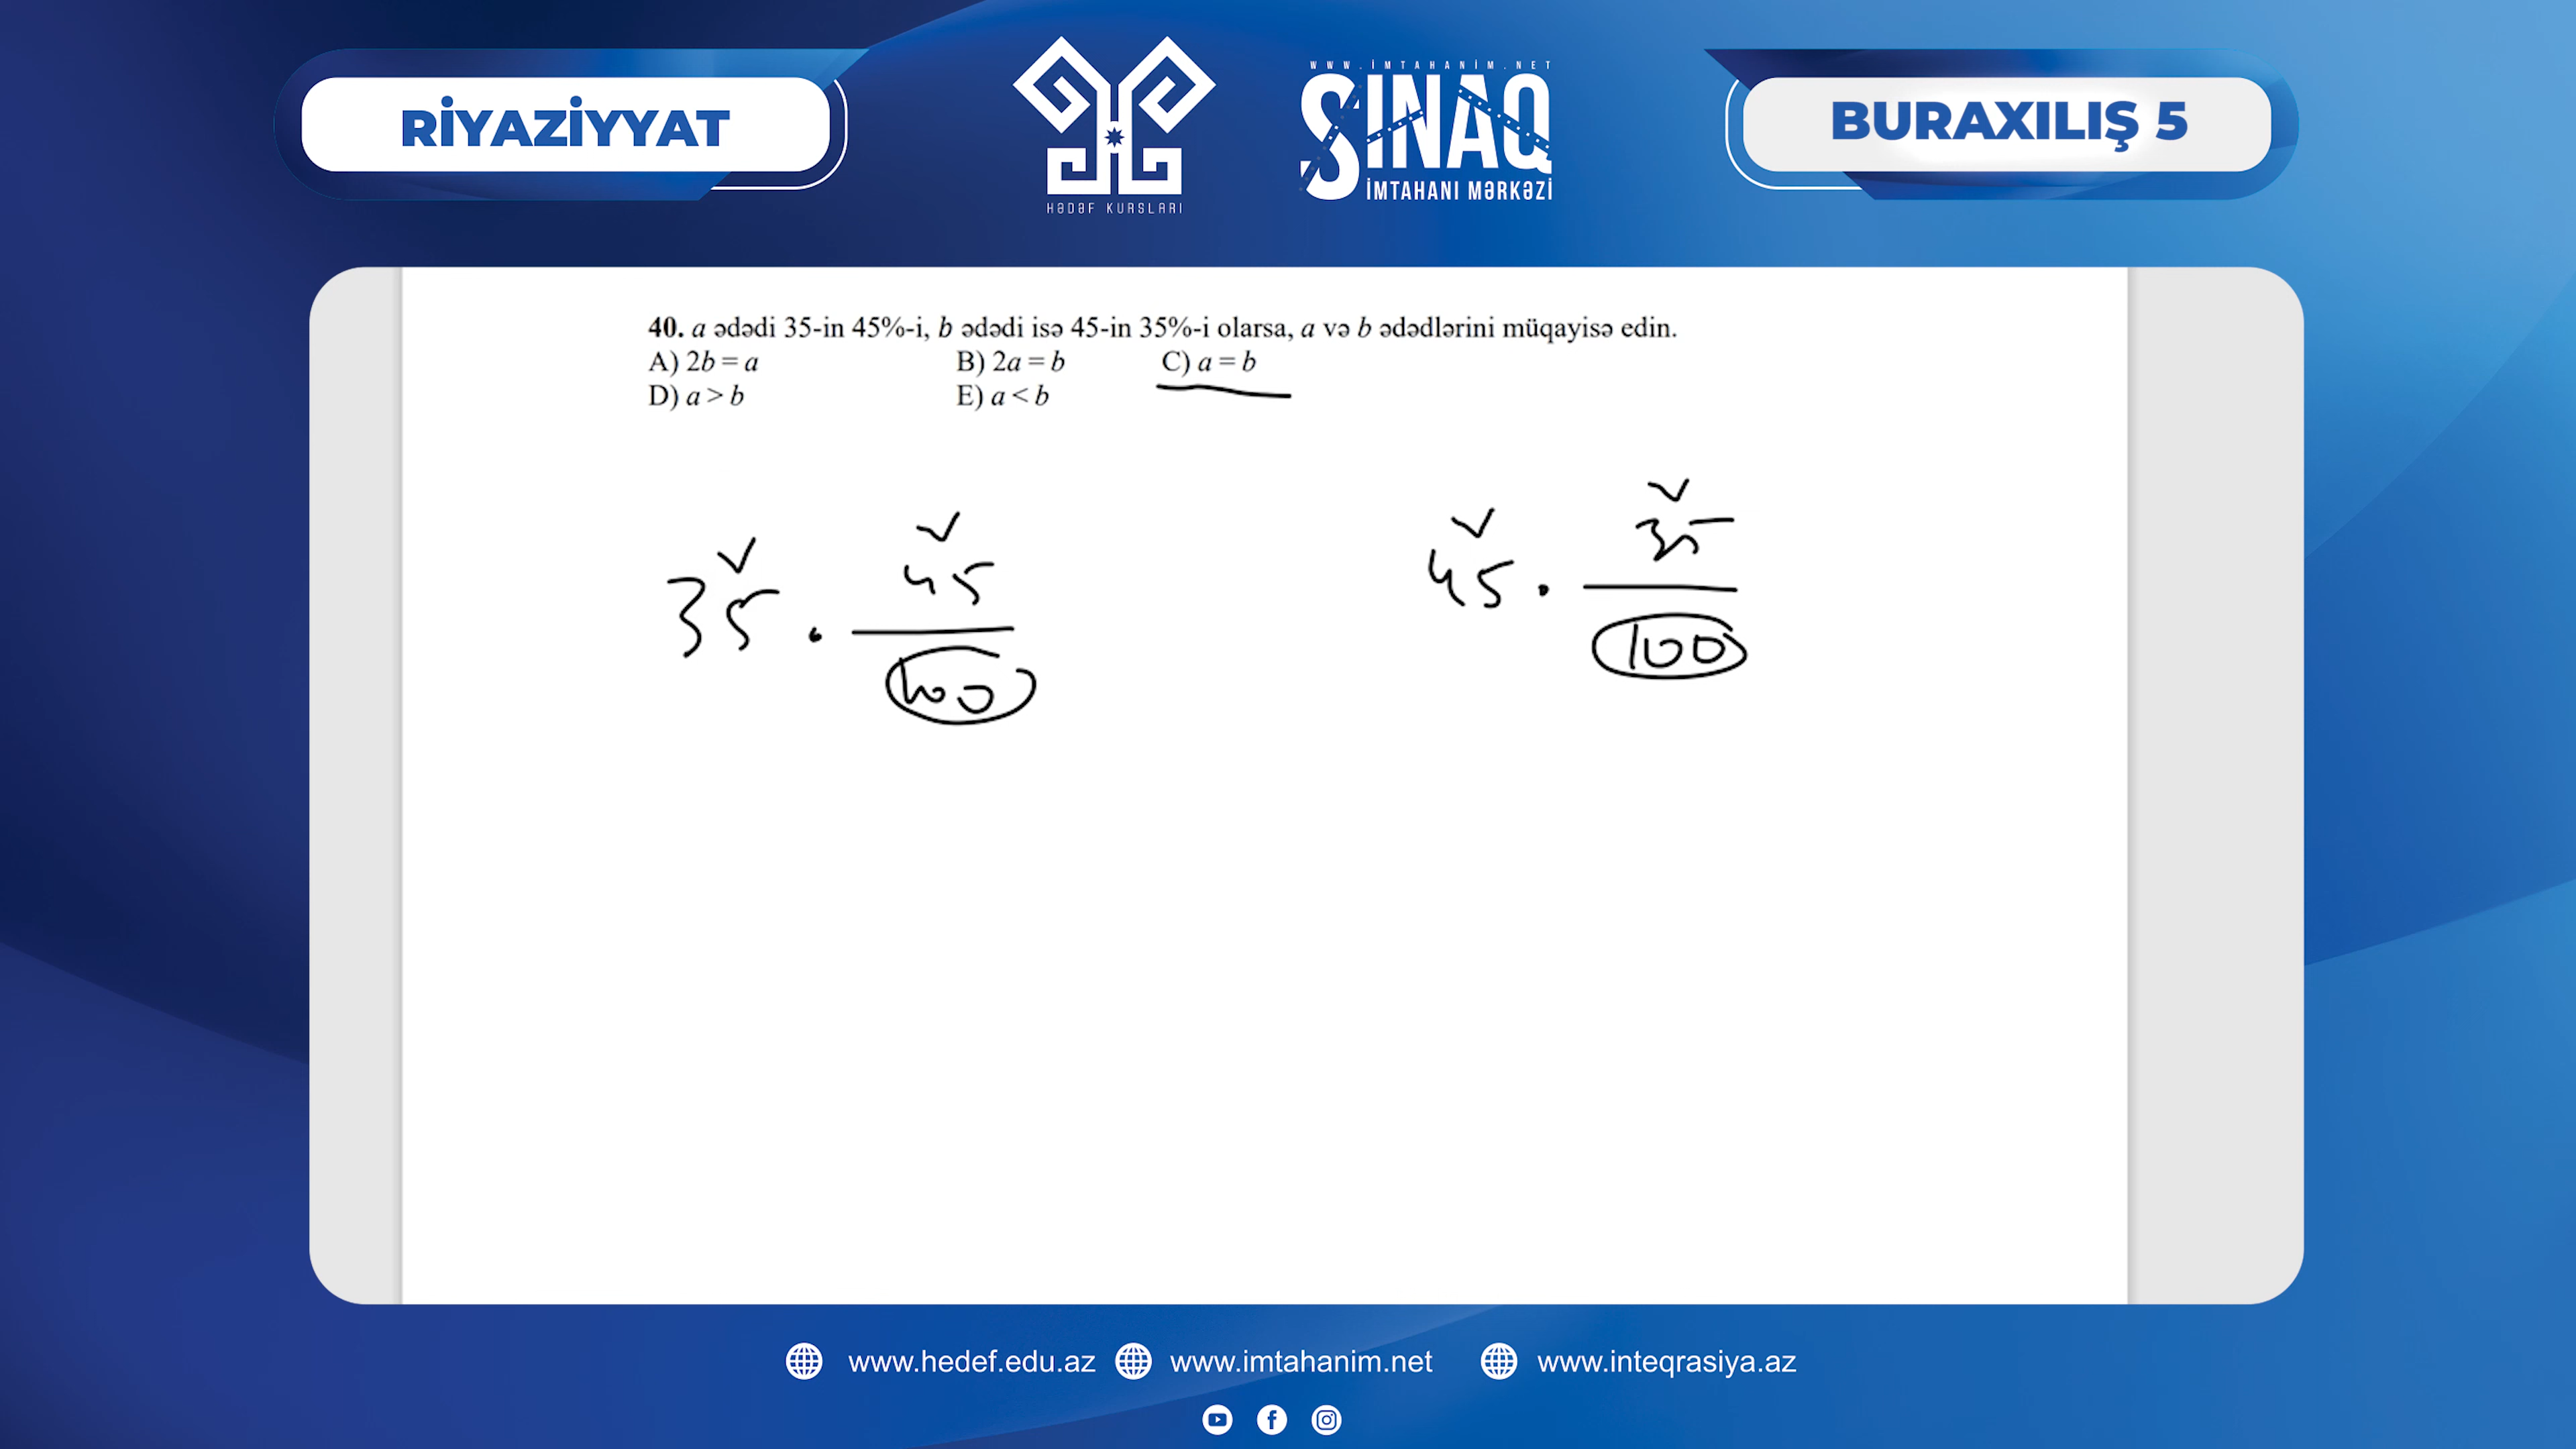 RİYAZİYYAT
HƏDƏF KURSLARI
WWW.İMTAHANİM.NET
SINAQ
İMTAHANI MƏRKƏZİ
BURAXILIŞ 5
40. a ədədi 35-in 45%-i, b ədədi isə 45-in 35%-i olarsa, a və b ədədlərini müqayisə edin.
A) 2b = a B) 2a = b C) a = b
D) a > b E) a < b
35 · 45/100
45 · 35/100
www.hedef.edu.az www.imtahanim.net www.inteqrasiya.az